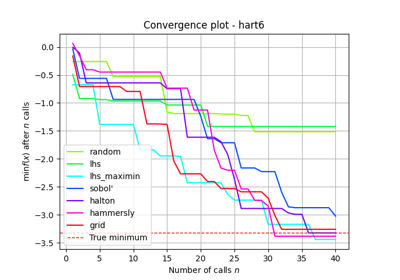 Convergence plot - hart6
min f(x) after n calls
0.0
−0.5
−1.0
−1.5
−2.0
−2.5
−3.0
−3.5
random
lhs
lhs_maximin
sobol'
halton
hammersly
grid
True minimum
0 5 10 15 20 25 30 35 40
Number of calls n